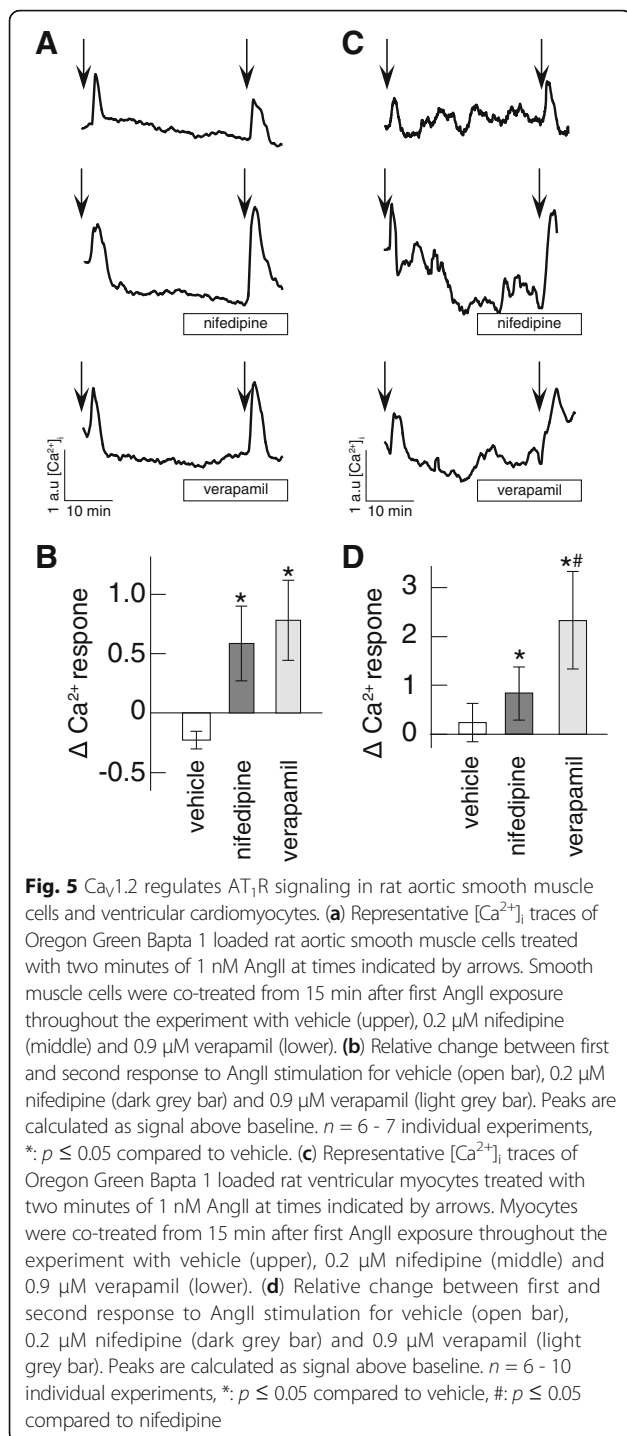 A
C
nifedipine
nifedipine
1 a.u [Ca²⁺]ᵢ
10 min
verapamil
1 a.u [Ca²⁺]ᵢ
10 min
verapamil
B
Δ Ca²⁺ respone
1.0
0.5
0
-0.5
vehicle
nifedipine
verapamil
*
*
D
Δ Ca²⁺ respone
3
2
1
0
vehicle
nifedipine
verapamil
*
*#
Fig. 5 Caᵥ1.2 regulates AT₁R signaling in rat aortic smooth muscle
cells and ventricular cardiomyocytes. (a) Representative [Ca²⁺]ᵢ traces of
Oregon Green Bapta 1 loaded rat aortic smooth muscle cells treated
with two minutes of 1 nM AngII at times indicated by arrows. Smooth
muscle cells were co-treated from 15 min after first AngII exposure
throughout the experiment with vehicle (upper), 0.2 μM nifedipine
(middle) and 0.9 μM verapamil (lower). (b) Relative change between first
and second response to AngII stimulation for vehicle (open bar), 0.2 μM
nifedipine (dark grey bar) and 0.9 μM verapamil (light grey bar). Peaks are
calculated as signal above baseline. n = 6 - 7 individual experiments,
*: p ≤ 0.05 compared to vehicle. (c) Representative [Ca²⁺]ᵢ traces of
Oregon Green Bapta 1 loaded rat ventricular myocytes treated with
two minutes of 1 nM AngII at times indicated by arrows. Myocytes
were co-treated from 15 min after first AngII exposure throughout the
experiment with vehicle (upper), 0.2 μM nifedipine (middle) and
0.9 μM verapamil (lower). (d) Relative change between first and
second response to AngII stimulation for vehicle (open bar),
0.2 μM nifedipine (dark grey bar) and 0.9 μM verapamil (light
grey bar). Peaks are calculated as signal above baseline. n = 6 - 10
individual experiments, *: p ≤ 0.05 compared to vehicle, #: p ≤ 0.05
compared to nifedipine